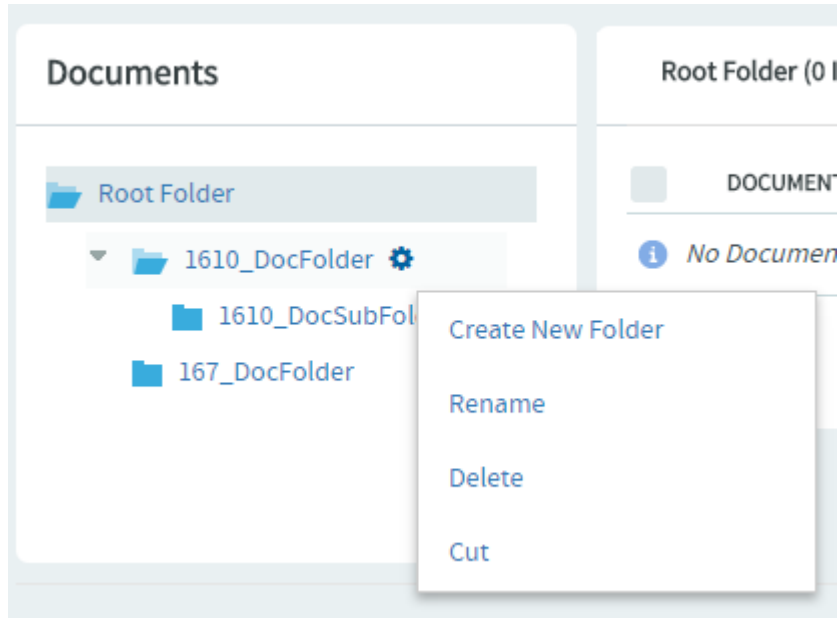 Documents
Root Folder (0
Root Folder
1610_DocFolder
1610_DocSubFol
167_DocFolder
DOCUMENT
No Documen
Create New Folder
Rename
Delete
Cut